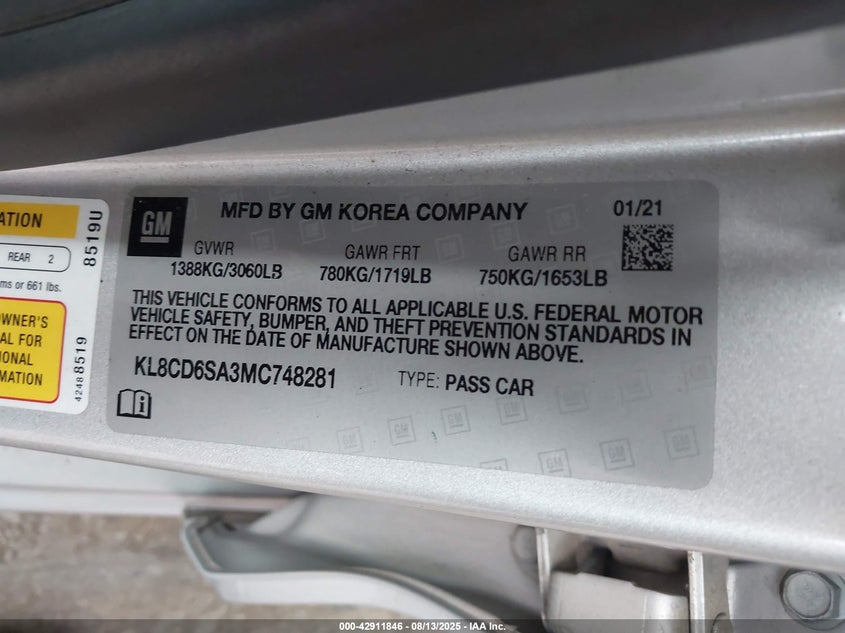 ATION
REAR 2
ms or 661 lbs.
OWNER'S
AL FOR
IONAL
MATION
8519U
42488519
GM
MFD BY GM KOREA COMPANY
01/21
GVWR
1388KG/3060LB
GAWR FRT
780KG/1719LB
GAWR RR
750KG/1653LB
THIS VEHICLE CONFORMS TO ALL APPLICABLE U.S. FEDERAL MOTOR
VEHICLE SAFETY, BUMPER, AND THEFT PREVENTION STANDARDS IN
EFFECT ON THE DATE OF MANUFACTURE SHOWN ABOVE.
KL8CD6SA3MC748281
TYPE: PASS CAR
000-42911846 - 08/13/2025 - IAA Inc.